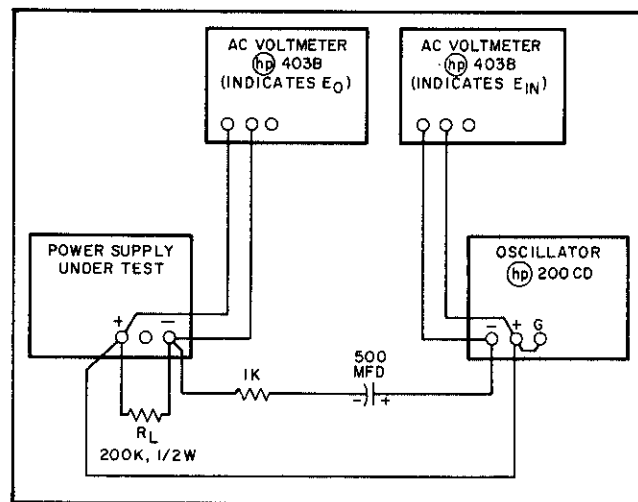 AC VOLTMETER
hp 403B
(INDICATES EO)
AC VOLTMETER
hp 403B
(INDICATES EIN)
POWER SUPPLY
UNDER TEST
+ −
OSCILLATOR
hp 200 CD
− + G
1K
500
MFD
− +
RL
200K, 1/2W